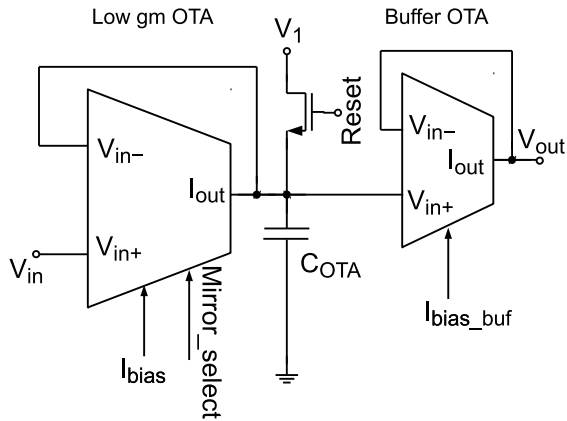 Low gm OTA
Buffer OTA
V1
Reset
Vin−
Iout
Vin+
Vin
COTA
Mirror_select
Ibias
Vin−
Iout
Vout
Vin+
Ibias_buf